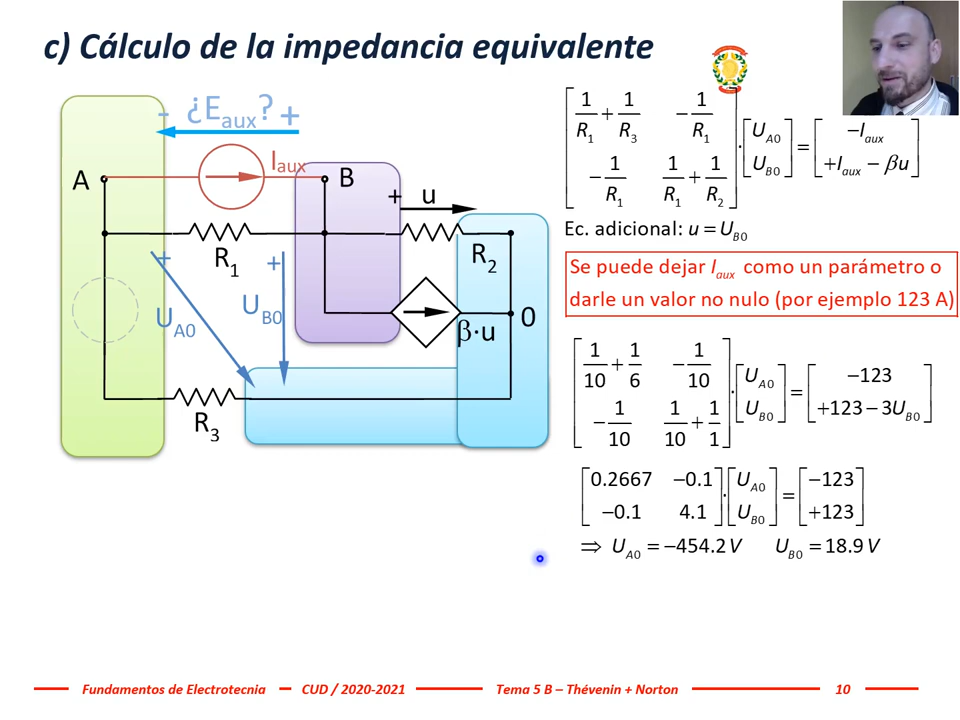 c) Cálculo de la impedancia equivalente
- ¿Eaux? +
Iaux
A
B
+ u
R1
R2
+
+
UA0
UB0
β·u
0
R3
1/R1 + 1/R3   −1/R1
−1/R1   1/R1 + 1/R2
·
UA0
UB0
=
−Iaux
+Iaux − βu
Ec. adicional: u = UB0
Se puede dejar Iaux como un parámetro o
darle un valor no nulo (por ejemplo 123 A)
1/10 + 1/6   −1/10
−1/10   1/10 + 1/1
·
UA0
UB0
=
−123
+123 − 3UB0
0.2667   −0.1
−0.1   4.1
·
UA0
UB0
=
−123
+123
⇒ UA0 = −454.2 V   UB0 = 18.9 V
Fundamentos de Electrotecnia
CUD / 2020-2021
Tema 5 B – Thévenin + Norton
10